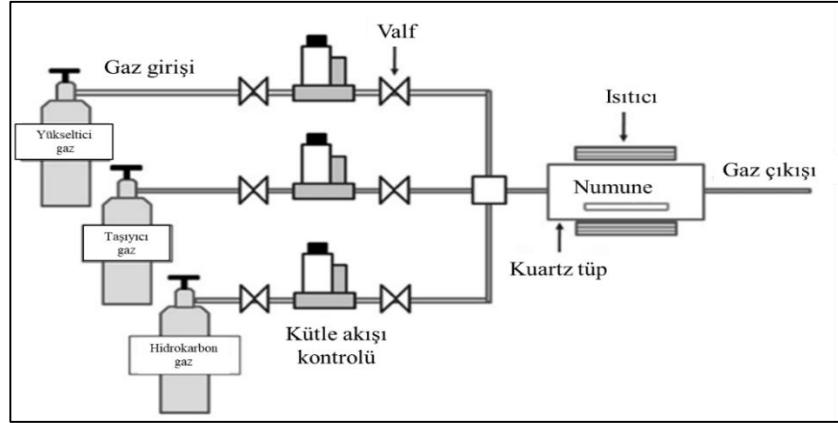 Valf
Gaz girişi
Isıtıcı
Yükseltici
gaz
Numune
Gaz çıkışı
Taşıyıcı
gaz
Kuartz tüp
Kütle akışı
kontrolü
Hidrokarbon
gaz